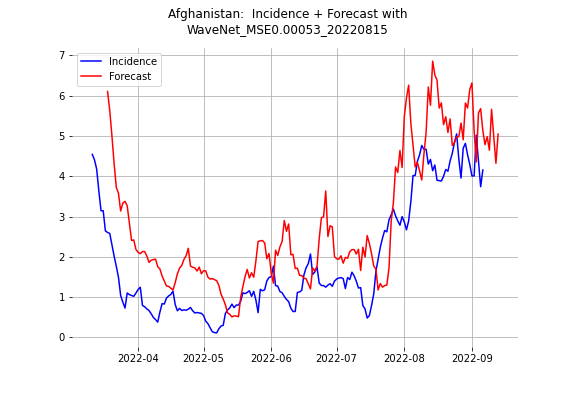 Afghanistan:  Incidence + Forecast with
WaveNet_MSE0.00053_20220815
Incidence
Forecast
7
6
5
4
3
2
1
0
2022-04 2022-05 2022-06 2022-07 2022-08 2022-09